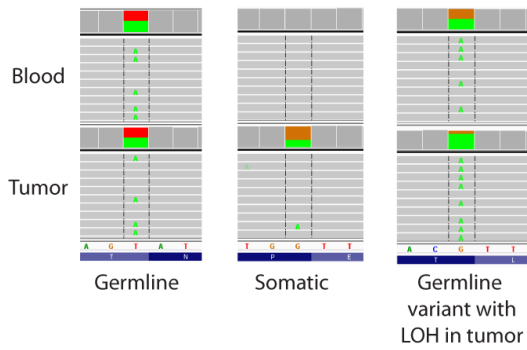 A
A
A A
Blood
A
A
A A
A
A A
A A
A
Tumor A
A A
A A
A A A
A
A G T A T T G G T T A C G T T
T N P E T L
Germline Somatic Germline
variant with
LOH in tumor